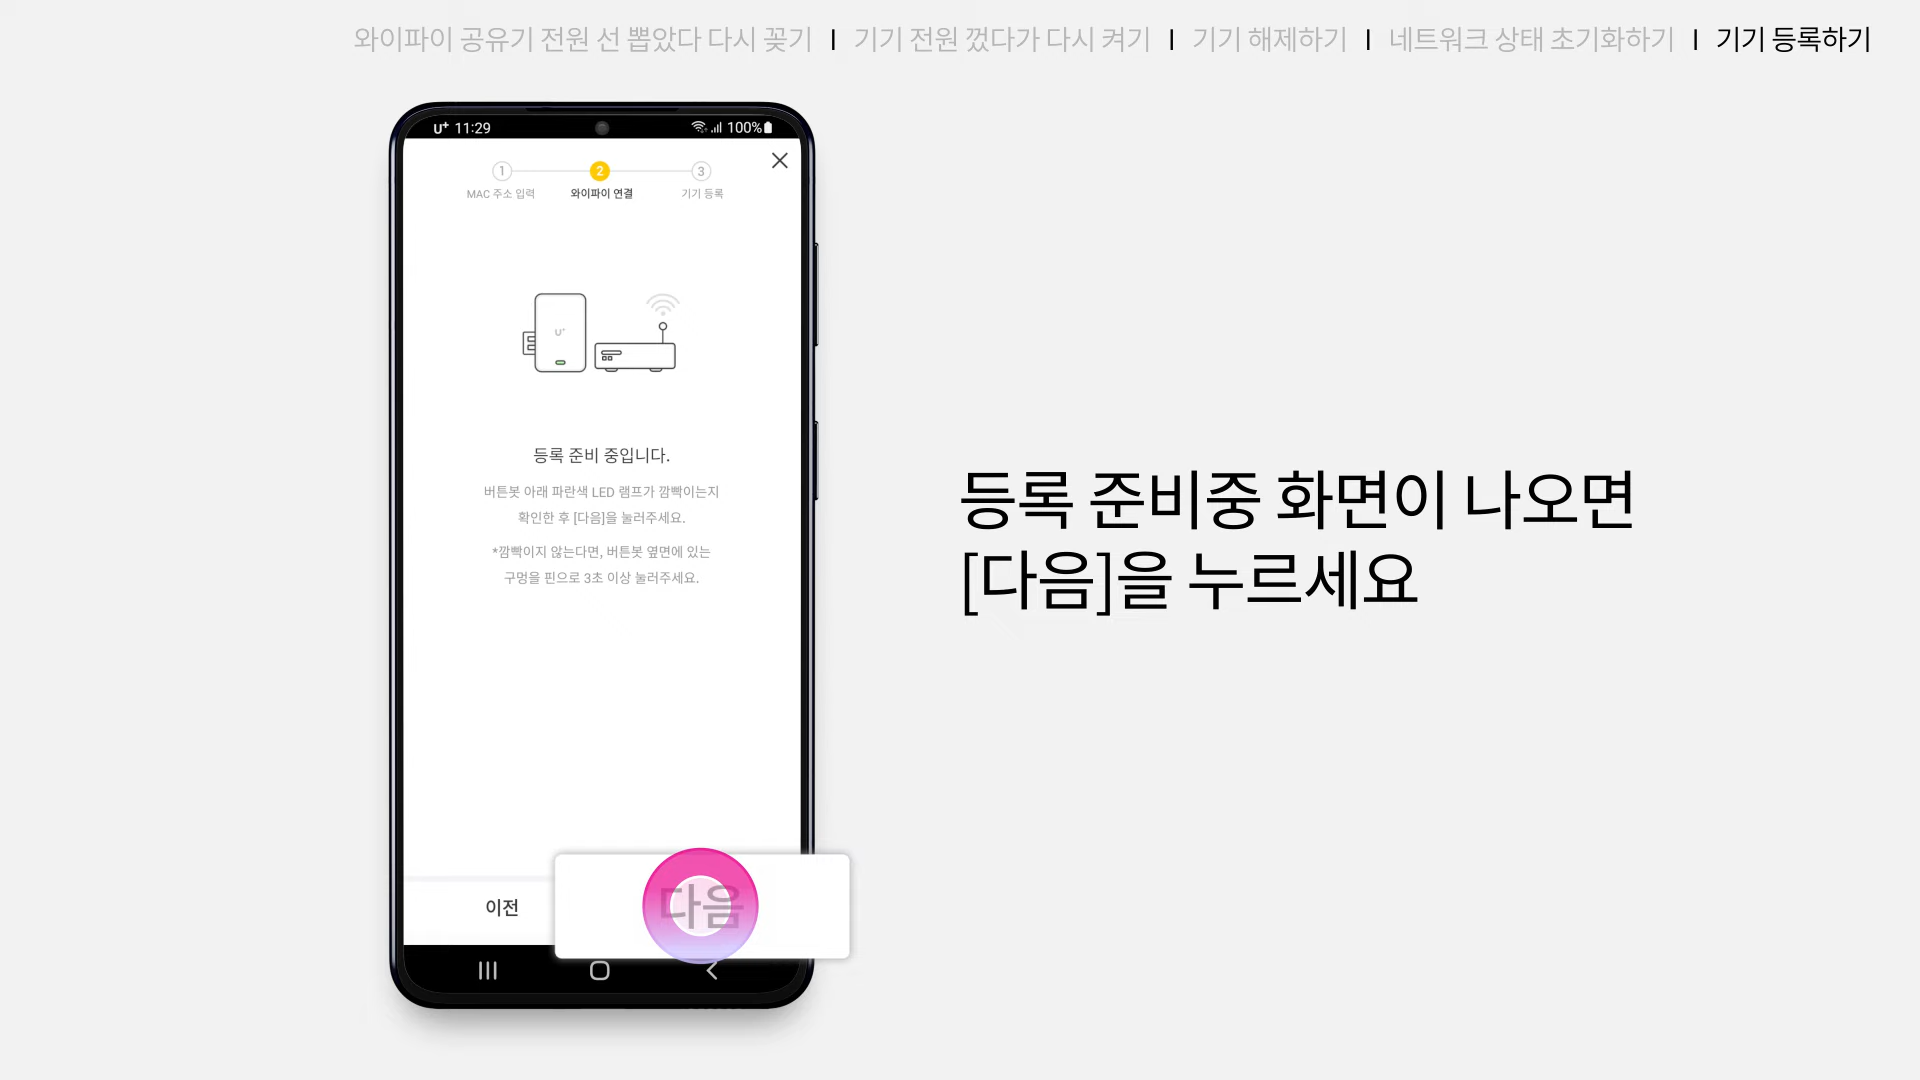 와이파이 공유기 전원 선 뽑았다 다시 꽂기 | 기기 전원 껐다가 다시 켜기 | 기기 해제하기 | 네트워크 상태 초기화하기 | 기기 등록하기
U+ 11:29 100%
1 2 3
MAC 주소 입력 와이파이 연결 기기 등록
U+
등록 준비 중입니다.
버튼봇 아래 파란색 LED 램프가 깜빡이는지
확인한 후 [다음]을 눌러주세요.
*깜빡이지 않는다면, 버튼봇 옆면에 있는
구멍을 핀으로 3초 이상 눌러주세요.
이전 다음
등록 준비중 화면이 나오면
[다음]을 누르세요